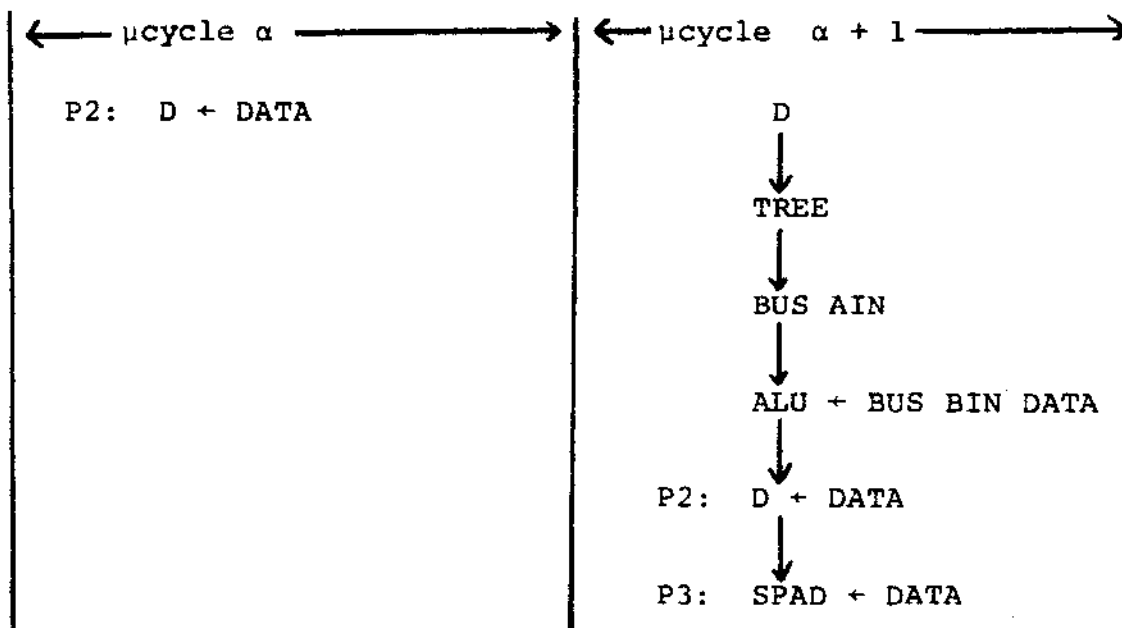 µcycle α
µcycle α + 1
P2: D ← DATA
D
TREE
BUS AIN
ALU ← BUS BIN DATA
P2: D ← DATA
P3: SPAD ← DATA